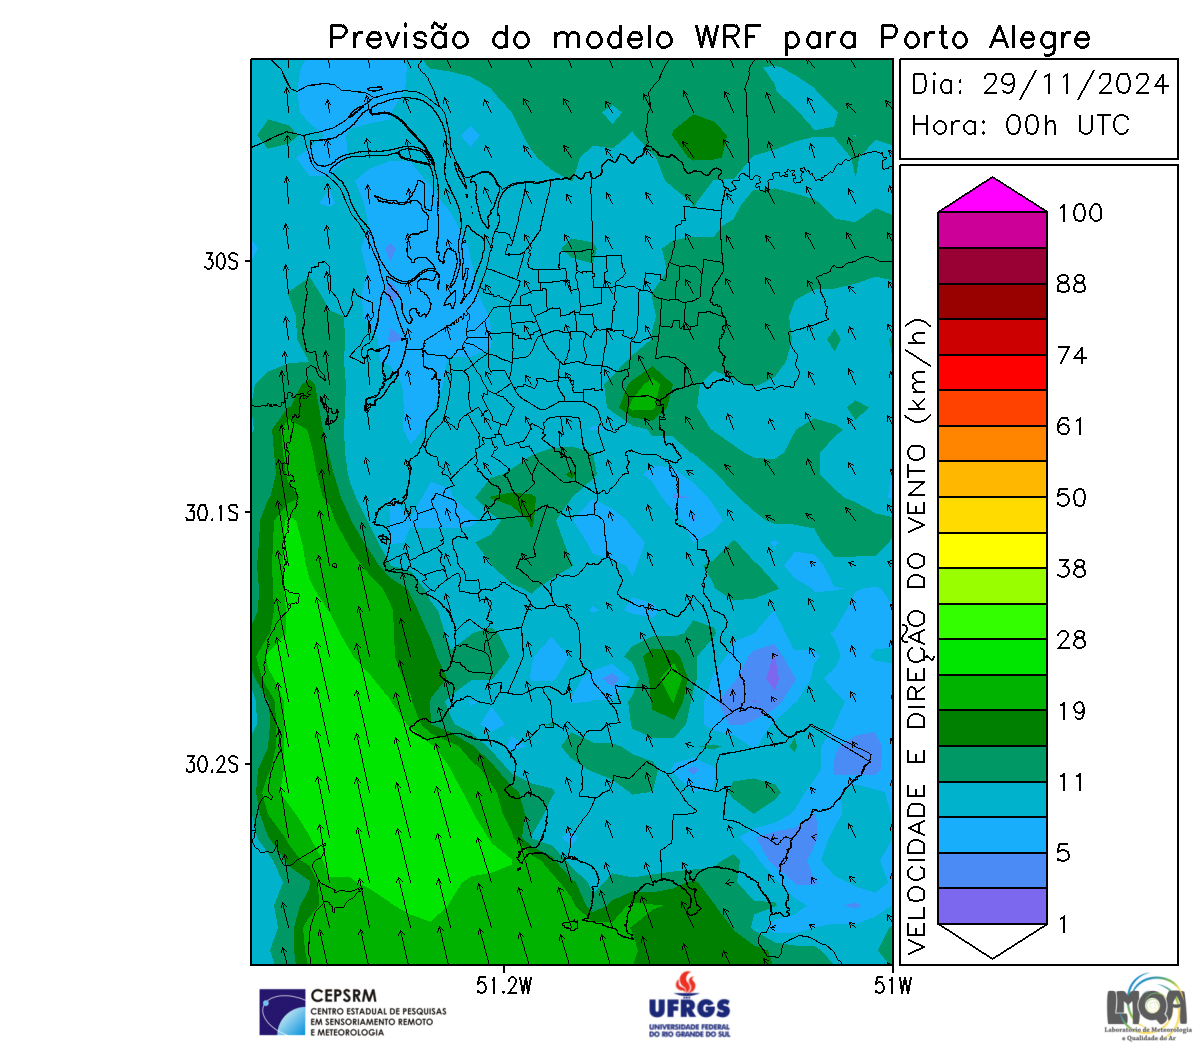 Previsão do modelo WRF para Porto Alegre
Dia: 29/11/2024
Hora: 00h UTC
30S
30.1S
30.2S
51.2W
51W
VELOCIDADE E DIREÇÃO DO VENTO (km/h)
100
88
74
61
50
38
28
19
11
5
1
CEPSRM
CENTRO ESTADUAL DE PESQUISAS
EM SENSORIAMENTO REMOTO
E METEOROLOGIA
UFRGS
UNIVERSIDADE FEDERAL
DO RIO GRANDE DO SUL
LMQA
Laboratório de Meteorologia
e Qualidade do Ar